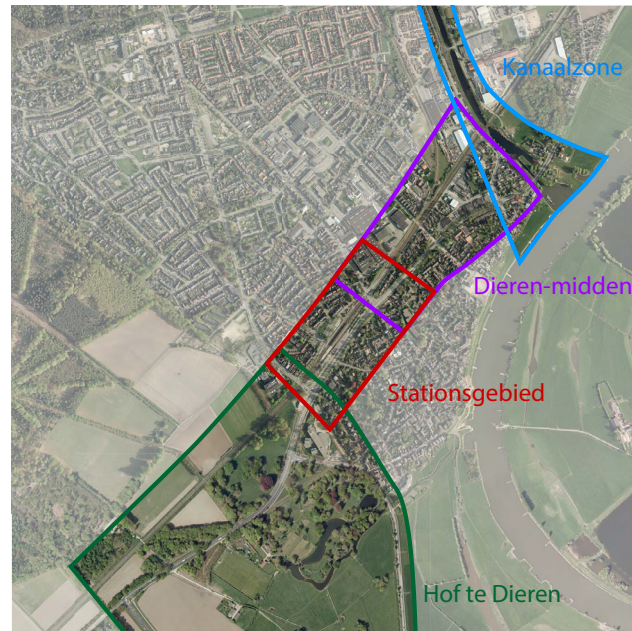 Kanaalzone
Dieren-midden
Stationsgebied
Hof te Dieren